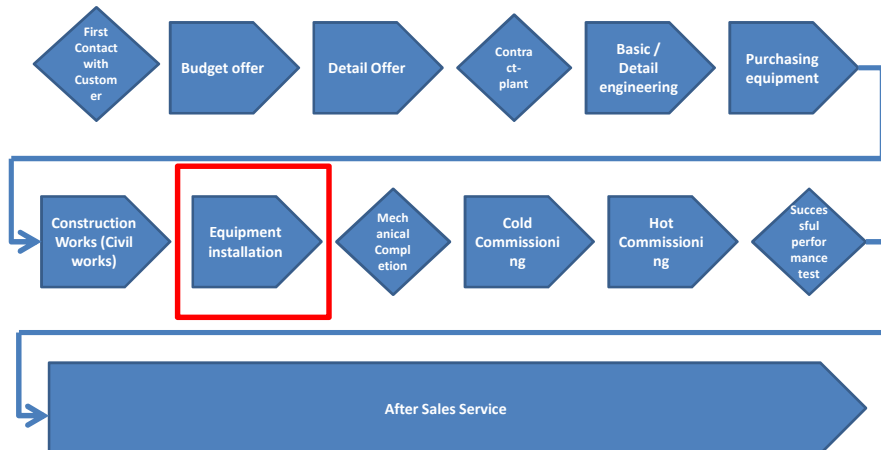 First
Contact
with
Custom
er
Budget offer
Detail Offer
Contra
ct-
plant
Basic /
Detail
engineering
Purchasing
equipment
Construction
Works (Civil
works)
Equipment
installation
Mech
anical
Compl
etion
Cold
Commissioni
ng
Hot
Commissioni
ng
Succes
sful
perfor
mance
test
After Sales Service